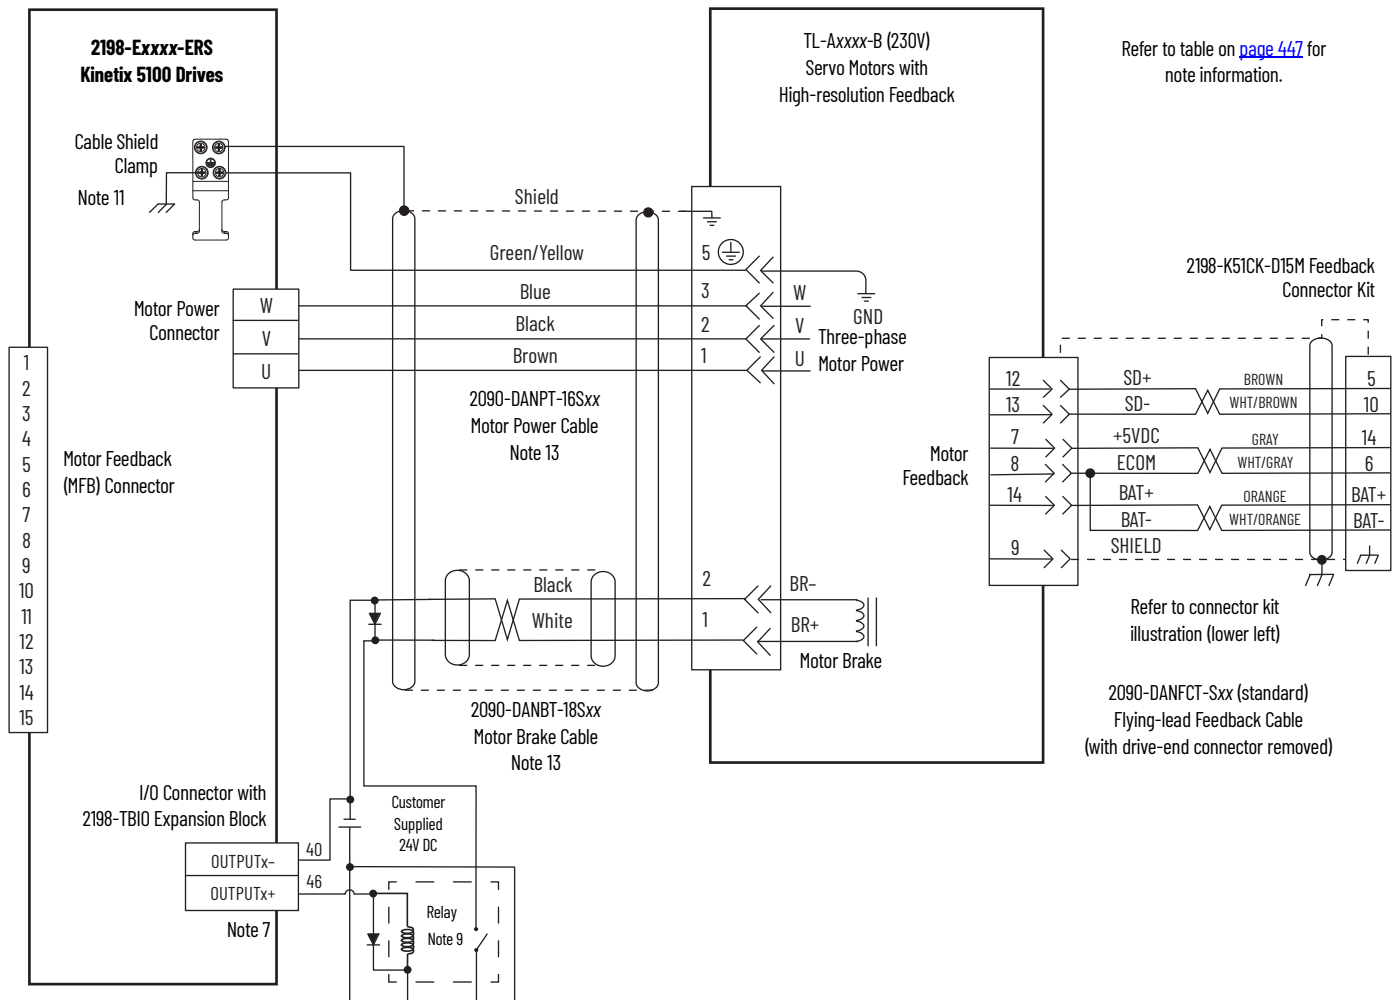 2198-Exxxx-ERS
Kinetix 5100 Drives
TL-Axxxx-B (230V)
Servo Motors with
High-resolution Feedback
Refer to table on page 447 for
note information.
Cable Shield
Clamp
Note 11
Shield
Green/Yellow
5
Blue
3
W
Black
2
V
Brown
1
U
GND
Three-phase
Motor Power
Motor Power
Connector
W
V
U
2090-DANPT-16Sxx
Motor Power Cable
Note 13
1
2
3
4
5
6
7
8
9
10
11
12
13
14
15
Motor Feedback
(MFB) Connector
2198-K51CK-D15M Feedback
Connector Kit
Motor
Feedback
12 SD+ BROWN 5
13 SD- WHT/BROWN 10
7 +5VDC GRAY 14
8 ECOM WHT/GRAY 6
14 BAT+ ORANGE BAT+
BAT- WHT/ORANGE BAT-
9 SHIELD
Refer to connector kit
illustration (lower left)
2090-DANFCT-Sxx (standard)
Flying-lead Feedback Cable
(with drive-end connector removed)
Black
2
BR–
White
1
BR+
Motor Brake
2090-DANBT-18Sxx
Motor Brake Cable
Note 13
I/O Connector with
2198-TBIO Expansion Block
OUTPUTx– 40
OUTPUTx+ 46
Note 7
Customer
Supplied
24V DC
Relay
Note 9